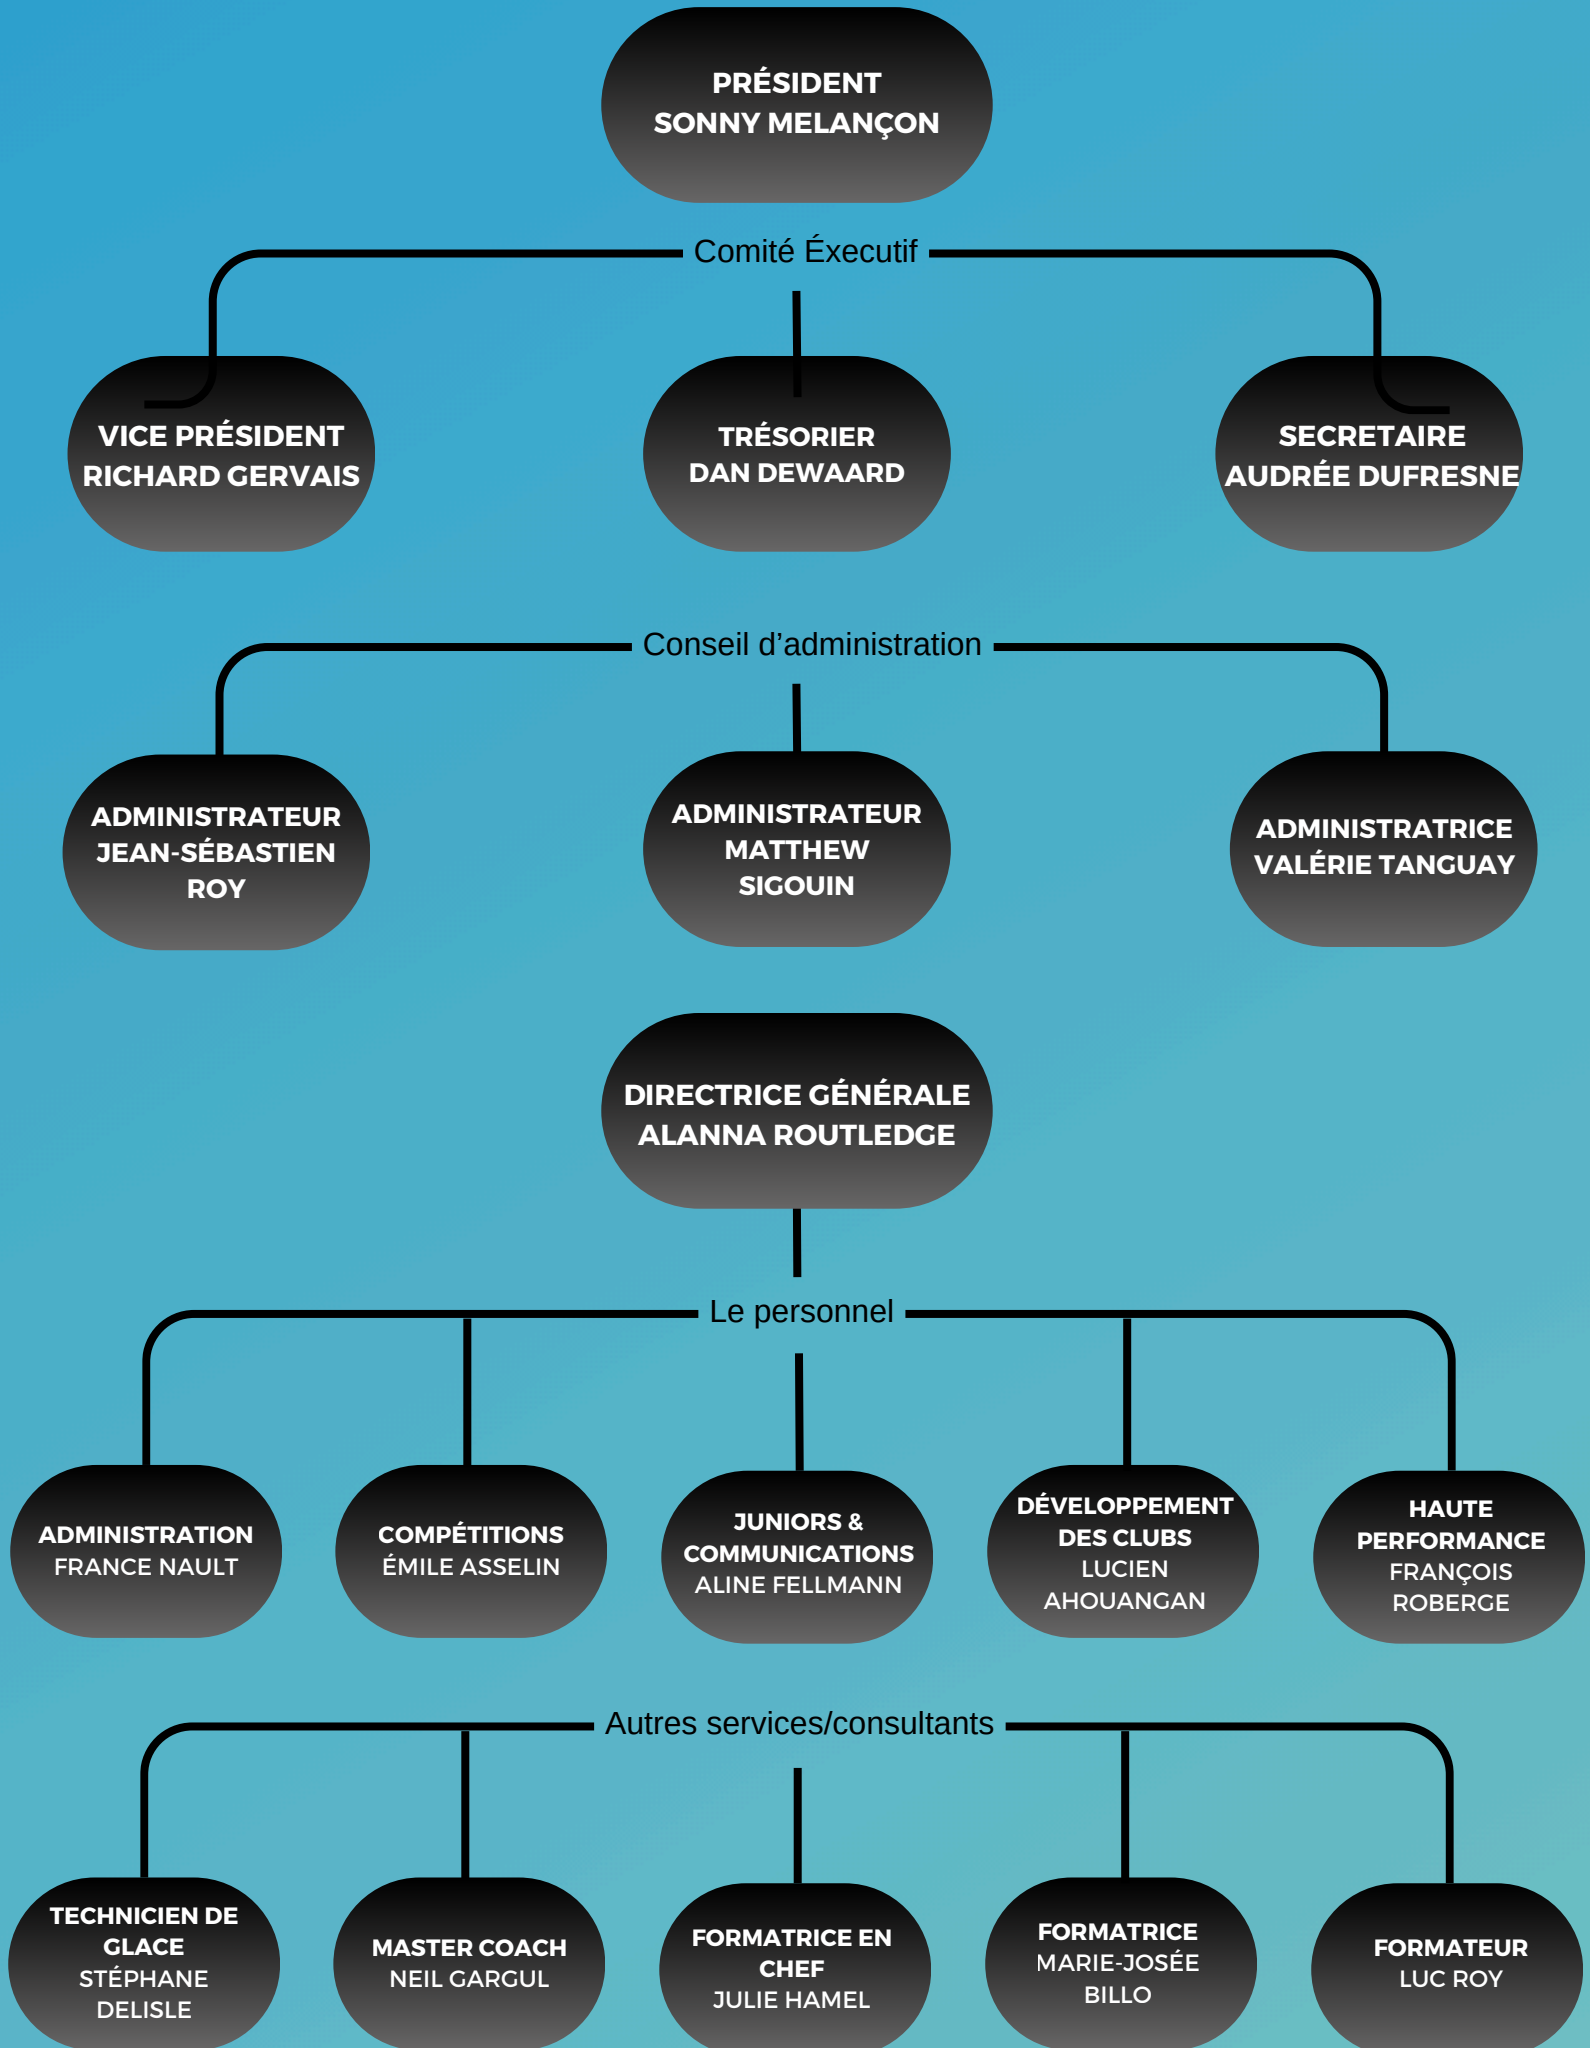 PRÉSIDENT
SONNY MELANÇON
Comité Éxecutif
VICE PRÉSIDENT
RICHARD GERVAIS
TRÉSORIER
DAN DEWAARD
SECRETAIRE
AUDRÉE DUFRESNE
Conseil d’administration
ADMINISTRATEUR
JEAN-SÉBASTIEN
ROY
ADMINISTRATEUR
MATTHEW
SIGOUIN
ADMINISTRATRICE
VALÉRIE TANGUAY
DIRECTRICE GÉNÉRALE
ALANNA ROUTLEDGE
Le personnel
ADMINISTRATION
FRANCE NAULT
COMPÉTITIONS
ÉMILE ASSELIN
JUNIORS &
COMMUNICATIONS
ALINE FELLMANN
DÉVELOPPEMENT
DES CLUBS
LUCIEN
AHOUANGAN
HAUTE
PERFORMANCE
FRANÇOIS
ROBERGE
Autres services/consultants
TECHNICIEN DE
GLACE
STÉPHANE
DELISLE
MASTER COACH
NEIL GARGUL
FORMATRICE EN
CHEF
JULIE HAMEL
FORMATRICE
MARIE-JOSÉE
BILLO
FORMATEUR
LUC ROY